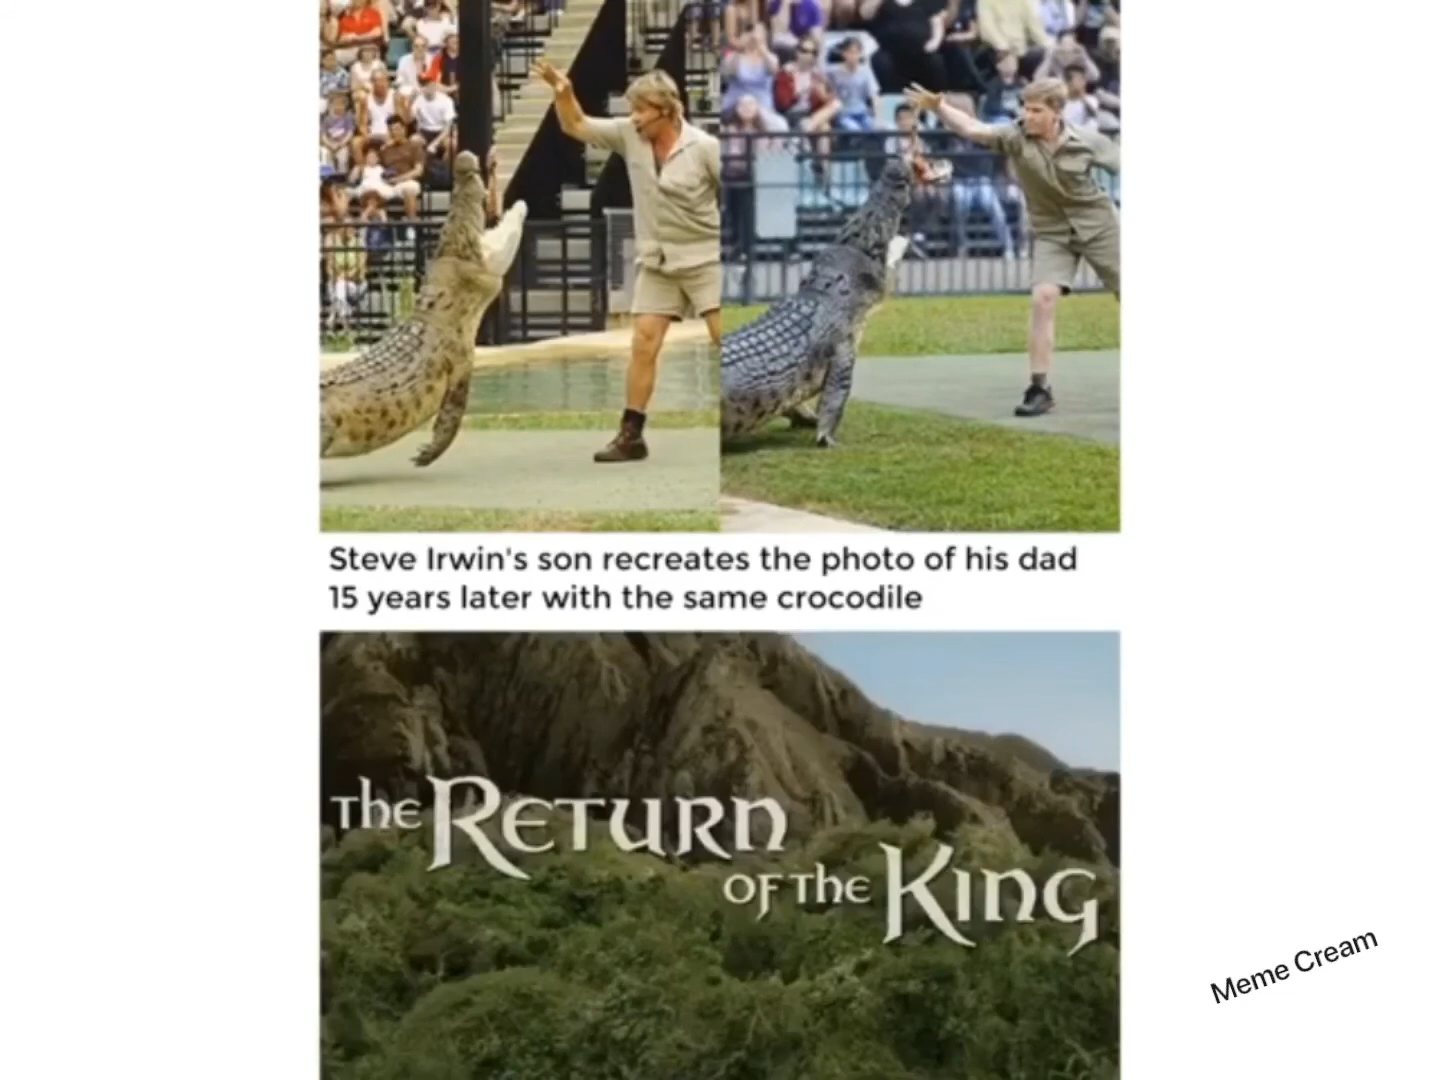 Steve Irwin's son recreates the photo of his dad
15 years later with the same crocodile
The Return
of the King
Meme Cream